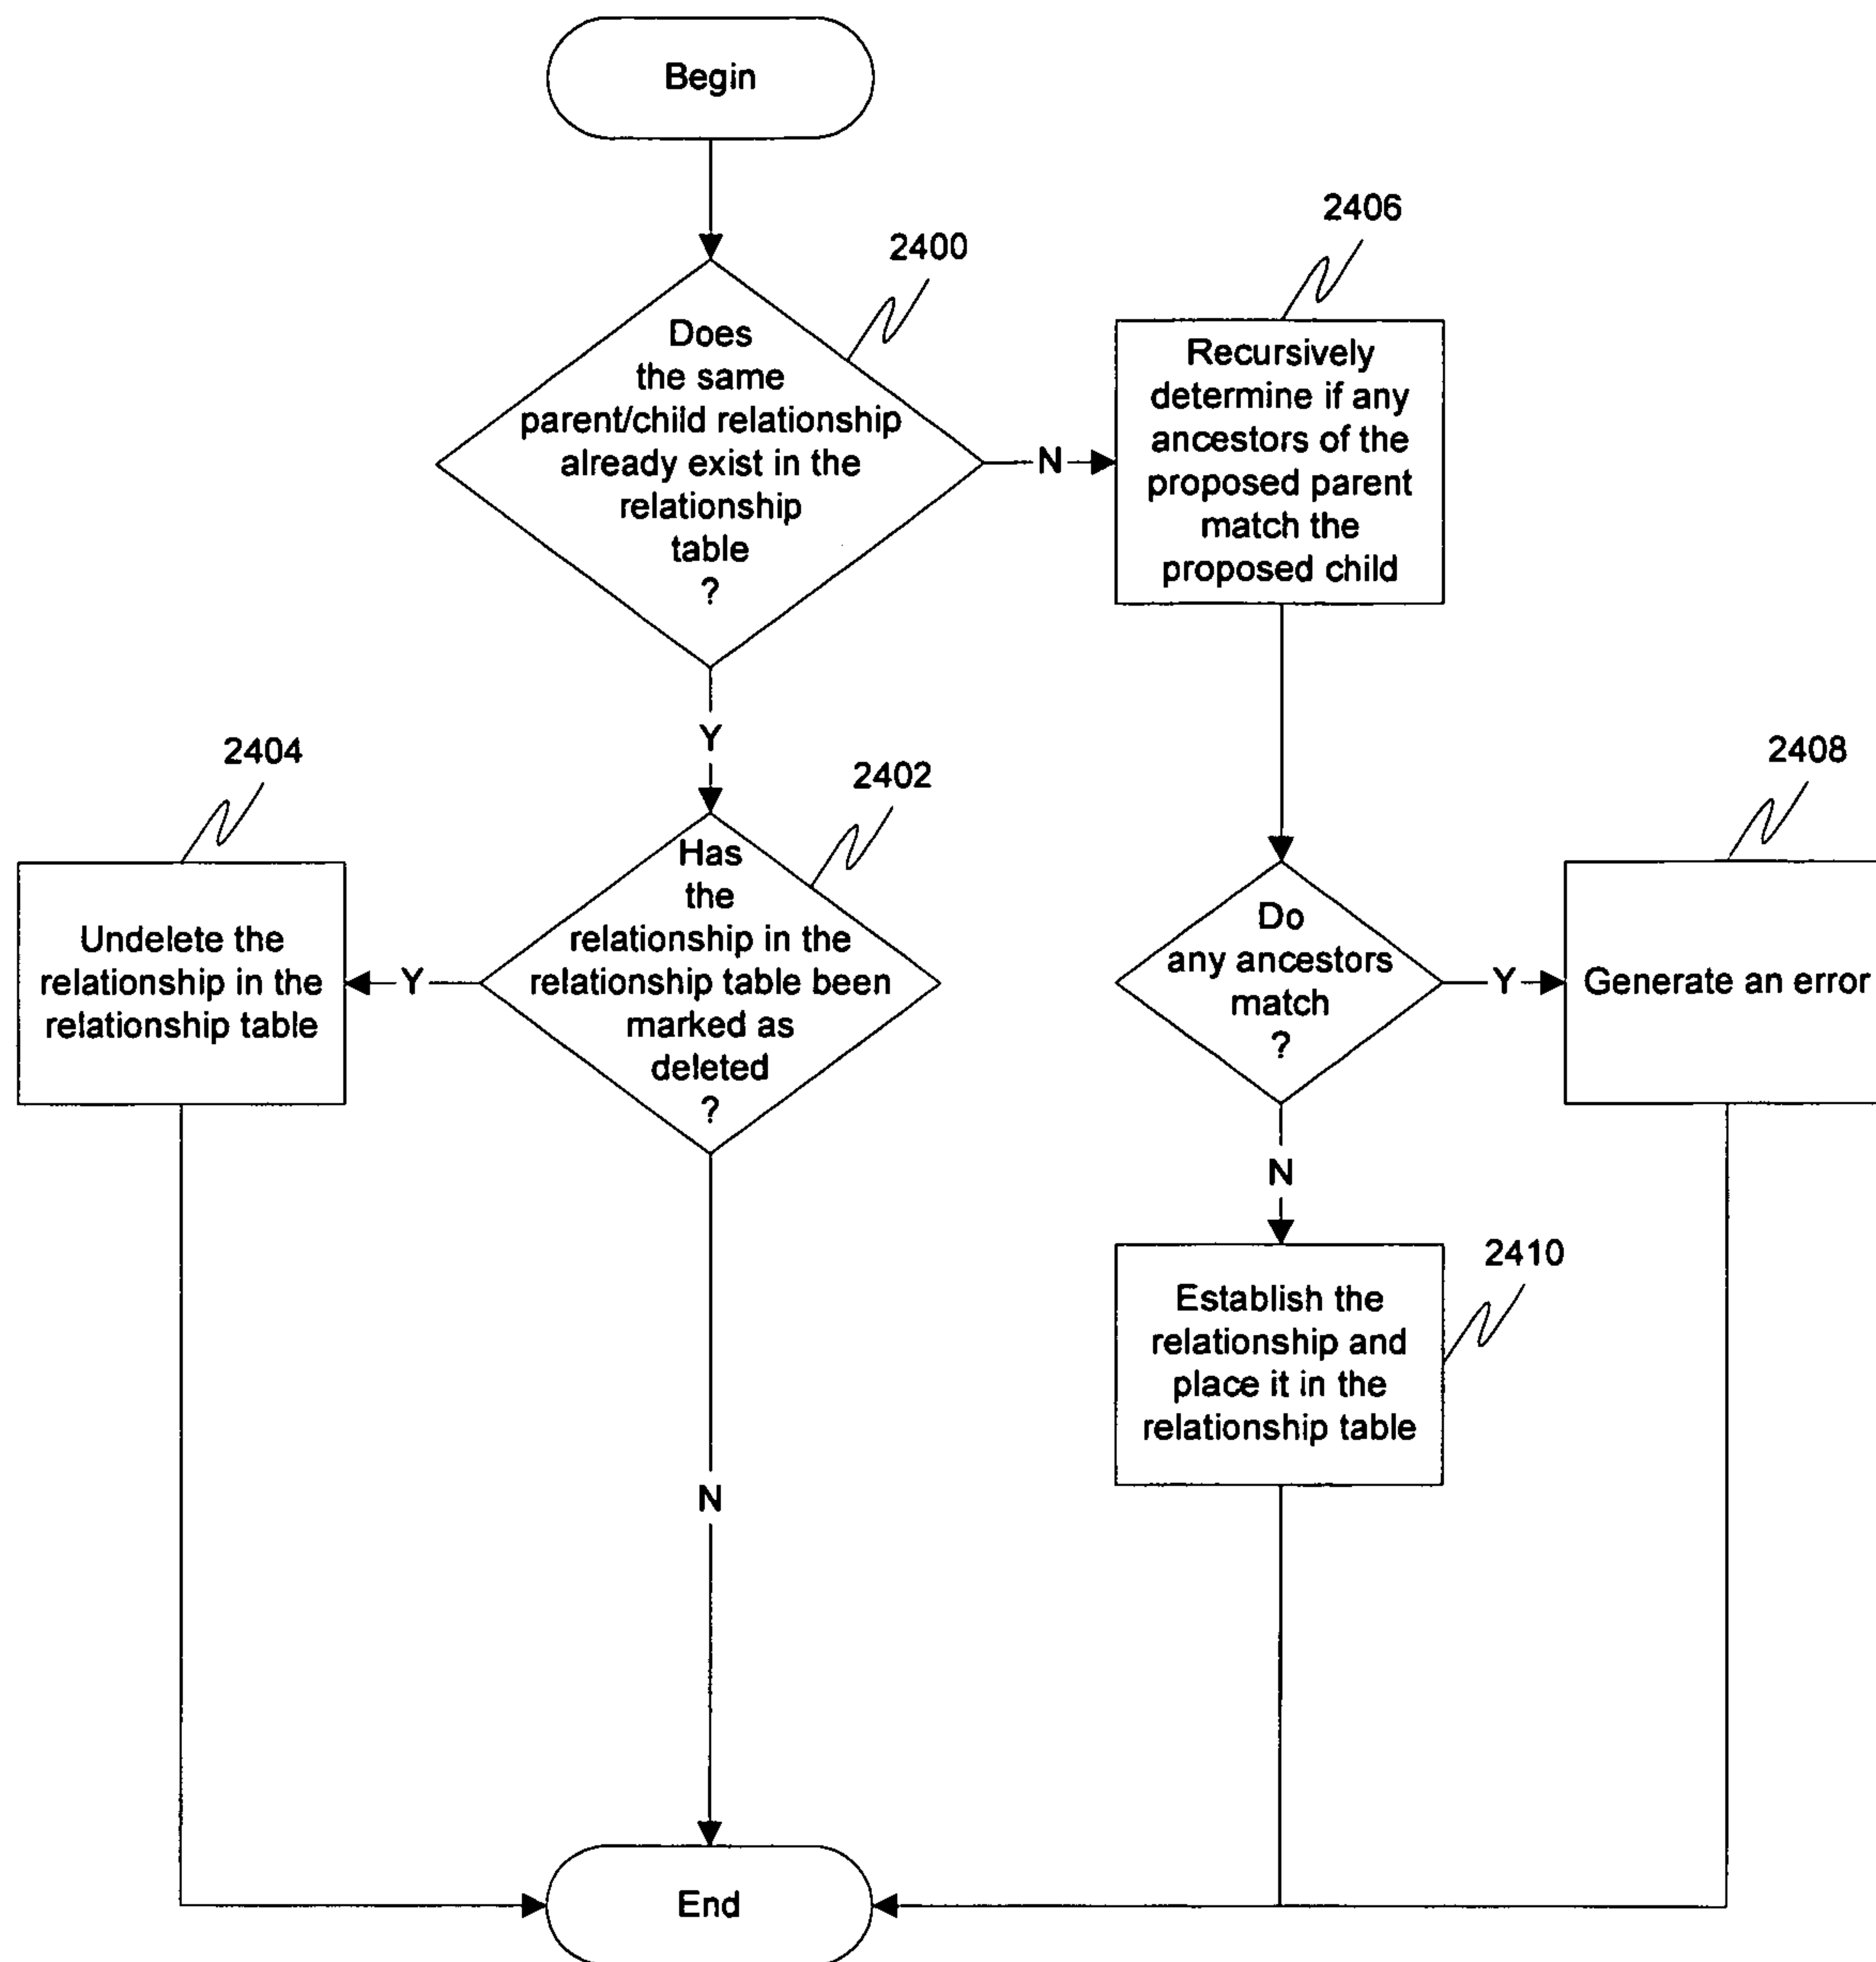 Begin
2400
Does
the same
parent/child relationship
already exist in the
relationship
table
?
N
2406
Recursively
determine if any
ancestors of the
proposed parent
match the
proposed child
Y
2402
Has
the
relationship in the
relationship table been
marked as
deleted
?
Y
2404
Undelete the
relationship in the
relationship table
N
Do
any ancestors
match
?
Y
2408
Generate an error
N
2410
Establish the
relationship and
place it in the
relationship table
End